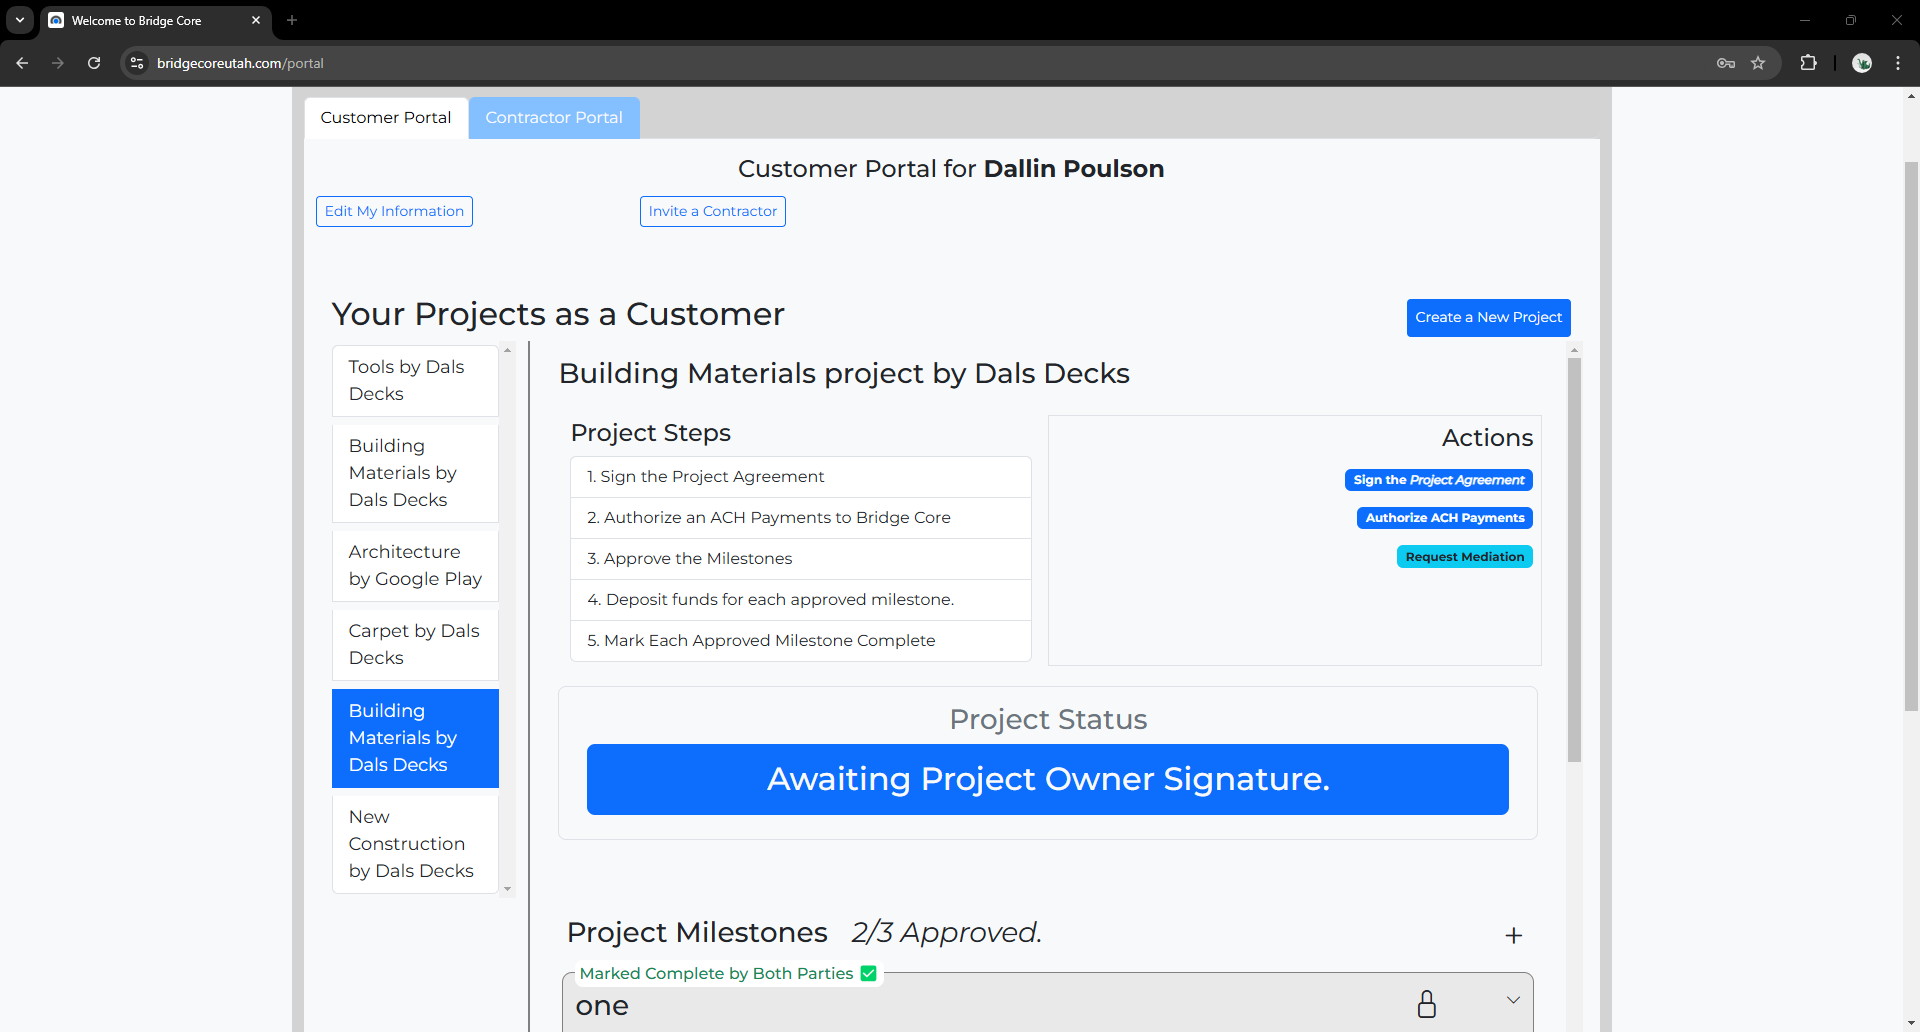 Welcome to Bridge Core
bridgecoreutah.com/portal
Customer Portal
Contractor Portal
Customer Portal for Dallin Poulson
Edit My Information
Invite a Contractor
Your Projects as a Customer
Create a New Project
Tools by Dals
Decks
Building
Materials by
Dals Decks
Architecture
by Google Play
Carpet by Dals
Decks
Building
Materials by
Dals Decks
New
Construction
by Dals Decks
Building Materials project by Dals Decks
Project Steps
1. Sign the Project Agreement
2. Authorize an ACH Payments to Bridge Core
3. Approve the Milestones
4. Deposit funds for each approved milestone.
5. Mark Each Approved Milestone Complete
Actions
Sign the Project Agreement
Authorize ACH Payments
Request Mediation
Project Status
Awaiting Project Owner Signature.
Project Milestones 2/3 Approved.
Marked Complete by Both Parties
one